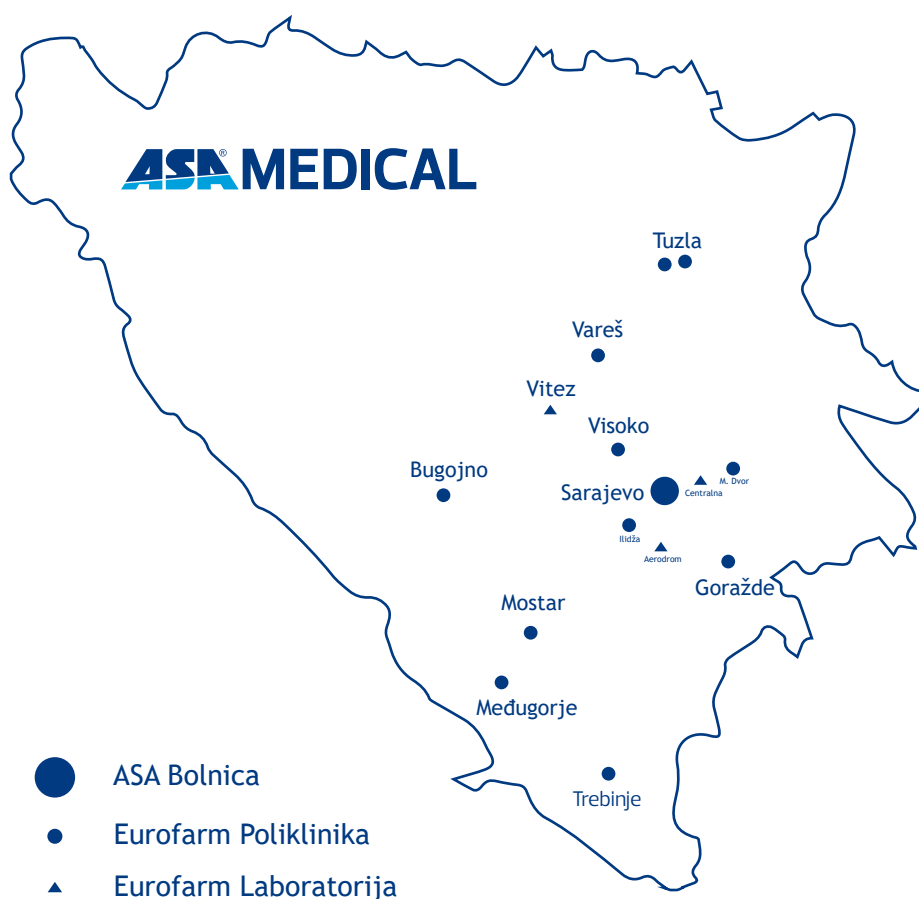 ASA® MEDICAL
Tuzla
Vareš
Vitez
Visoko
Bugojno
M. Dvor
Sarajevo
Centralna
Ilidža
Aerodrom
Goražde
Mostar
Međugorje
Trebinje
ASA Bolnica
Eurofarm Poliklinika
Eurofarm Laboratorija